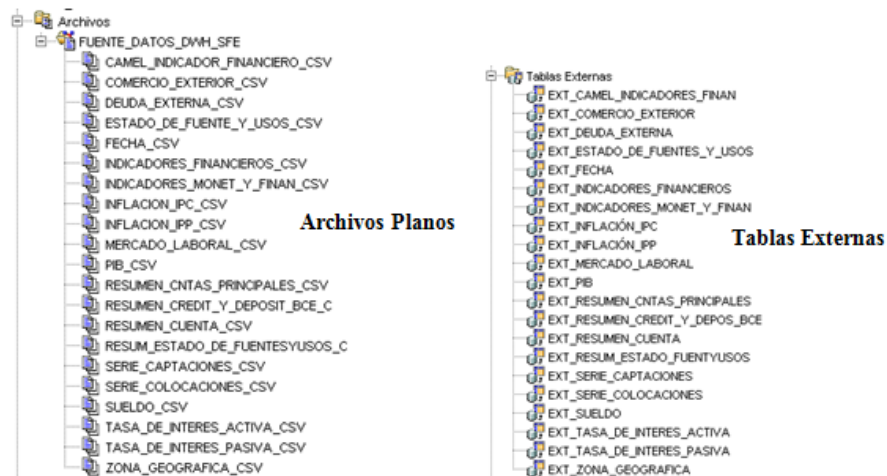 Archivos
FUENTE_DATOS_DWH_SFE
CAMEL_INDICADOR_FINANCIERO_CSV
COMERCIO_EXTERIOR_CSV
DEUDA_EXTERNA_CSV
ESTADO_DE_FUENTE_Y_USOS_CSV
FECHA_CSV
INDICADORES_FINANCIEROS_CSV
INDICADORES_MONET_Y_FINAN_CSV
INFLACION_IPC_CSV
INFLACION_IPP_CSV
MERCADO_LABORAL_CSV
PIB_CSV
RESUMEN_CNTAS_PRINCIPALES_CSV
RESUMEN_CREDIT_Y_DEPOSIT_BCE_C
RESUMEN_CUENTA_CSV
RESUM_ESTADO_DE_FUENTESYUSOS_C
SERIE_CAPTACIONES_CSV
SERIE_COLOCACIONES_CSV
SUELDO_CSV
TASA_DE_INTERES_ACTIVA_CSV
TASA_DE_INTERES_PASIVA_CSV
ZONA_GEOGRAFICA_CSV
Archivos Planos
Tablas Externas
EXT_CAMEL_INDICADORES_FINAN
EXT_COMERCIO_EXTERIOR
EXT_DEUDA_EXTERNA
EXT_ESTADO_DE_FUENTES_Y_USOS
EXT_FECHA
EXT_INDICADORES_FINANCIEROS
EXT_INDICADORES_MONET_Y_FINAN
EXT_INFLACIÓN_IPC
EXT_INFLACIÓN_IPP
EXT_MERCADO_LABORAL
EXT_PIB
EXT_RESUMEN_CNTAS_PRINCIPALES
EXT_RESUMEN_CREDIT_Y_DEPOS_BCE
EXT_RESUMEN_CUENTA
EXT_RESUM_ESTADO_FUENTYUSOS
EXT_SERIE_CAPTACIONES
EXT_SERIE_COLOCACIONES
EXT_SUELDO
EXT_TASA_DE_INTERES_ACTIVA
EXT_TASA_DE_INTERES_PASIVA
EXT_ZONA_GEOGRAFICA
Tablas Externas